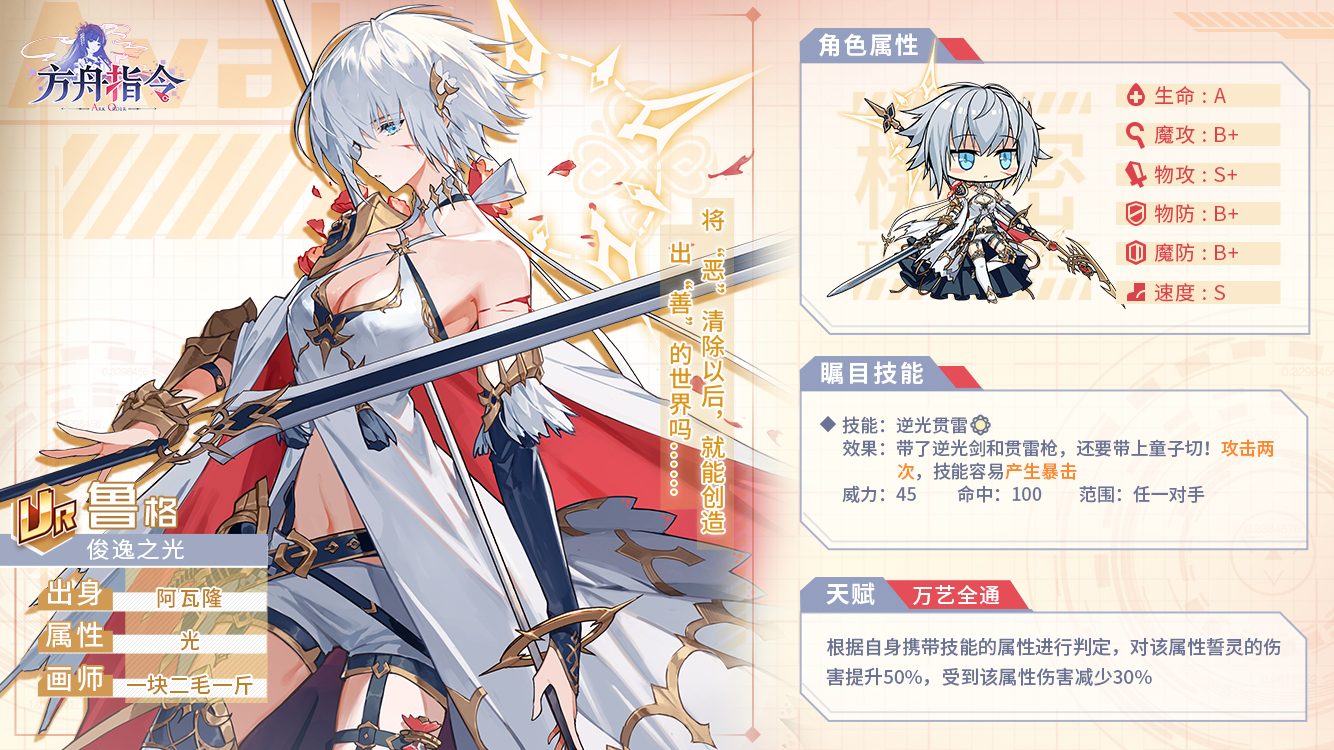 方舟指令
ARK ORDER
将“恶”清除以后，就能创造
出“善”的世界吗……
UR
鲁格
俊逸之光
出身 阿瓦隆
属性 光
画师 一块二毛一斤
角色属性
生命：A
魔攻：B+
物攻：S+
物防：B+
魔防：B+
速度：S
瞩目技能
◆ 技能：逆光贯雷
效果：带了逆光剑和贯雷枪，还要带上童子切！攻击两
次，技能容易产生暴击
威力：45 命中：100 范围：任一对手
天赋 万艺全通
根据自身携带技能的属性进行判定，对该属性誓灵的伤
害提升50%，受到该属性伤害减少30%